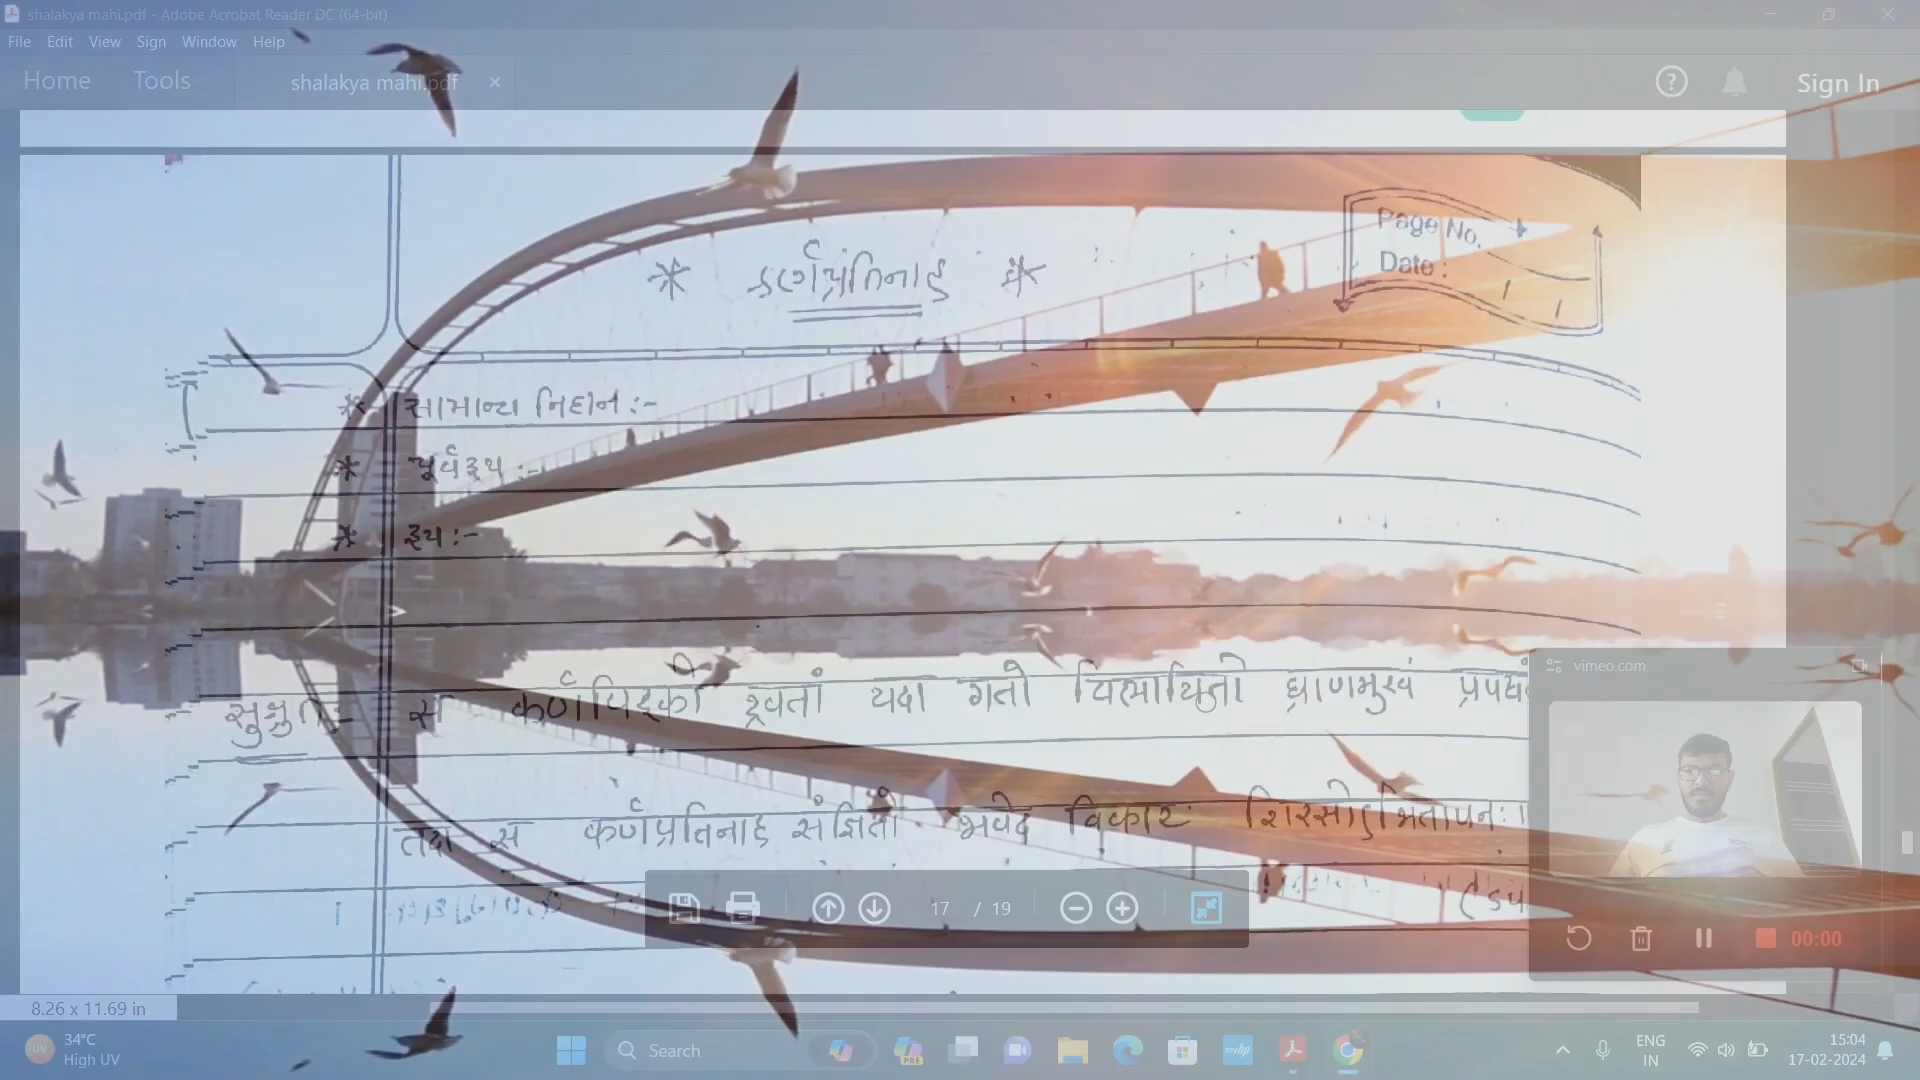 shalakya mahi.pdf - Adobe Acrobat Reader DC (64-bit)
File Edit View Sign Window Help
Home Tools shalakya mahi.pdf × ? Sign In
Page No.
Date :
* કર્ણપ્રતિનાહ *
* સામાન્ય નિદાન :-
* પૂર્વરૂપ :-
* રૂપ :-
सुश्रुत :- स कर्णविट्को द्रवतां यदा गतो विलायितो घ्राणमुखं
तदा स कर्णप्रतिनाह संज्ञितो भवेद् विकारः शिरसोऽभितापनः ।
vimeo.com
17 / 19
00:00
8.26 x 11.69 in
34°C
High UV
Search
PRE
myhp
ENG
IN
15:04
17-02-2024